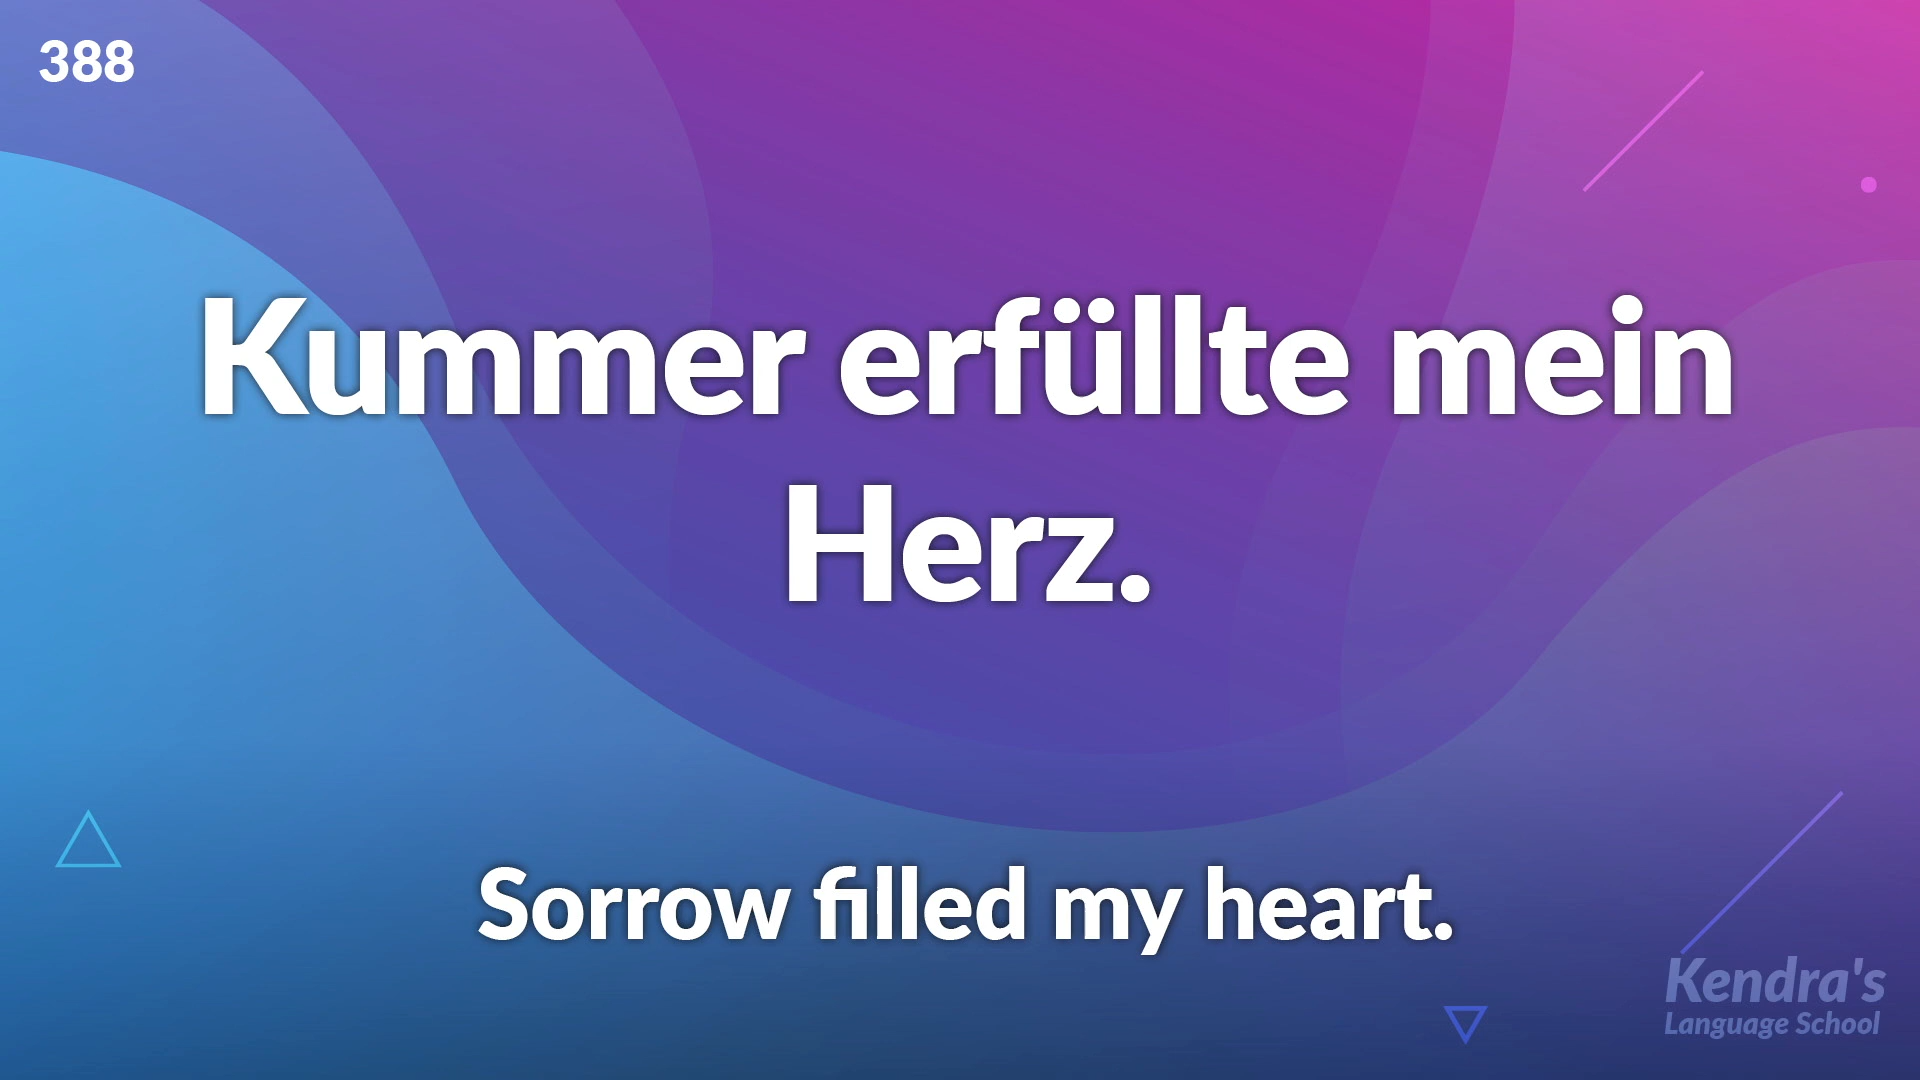 388
Kummer erfüllte mein
Herz.
Sorrow filled my heart.
Kendra's
Language School